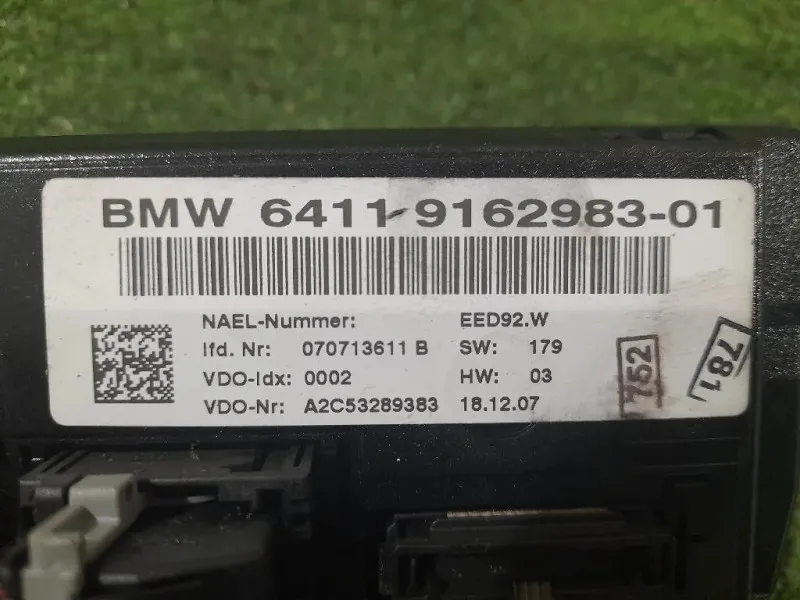 BMW 6411-9162983-01
NAEL-Nummer: EED92.W
lfd. Nr: 070713611 B SW: 179
VDO-Idx: 0002 HW: 03
VDO-Nr: A2C53289383 18.12.07
752
781